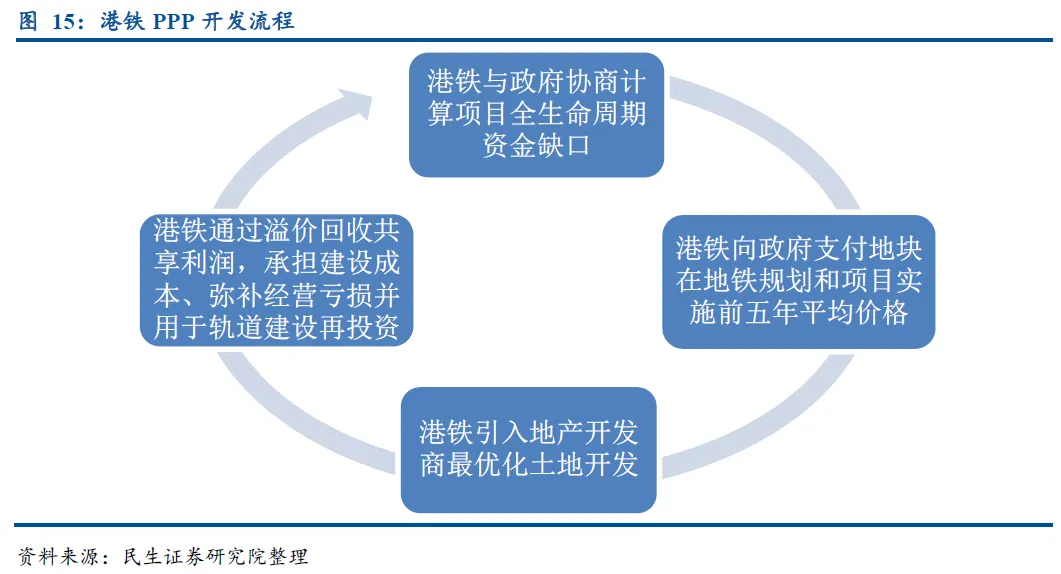 图 15：港铁 PPP 开发流程
港铁与政府协商计
算项目全生命周期
资金缺口
港铁向政府支付地块
在地铁规划和项目实
施前五年平均价格
港铁引入地产开发
商最优化土地开发
港铁通过溢价回收共
享利润，承担建设成
本、弥补经营亏损并
用于轨道建设再投资
资料来源：民生证券研究院整理